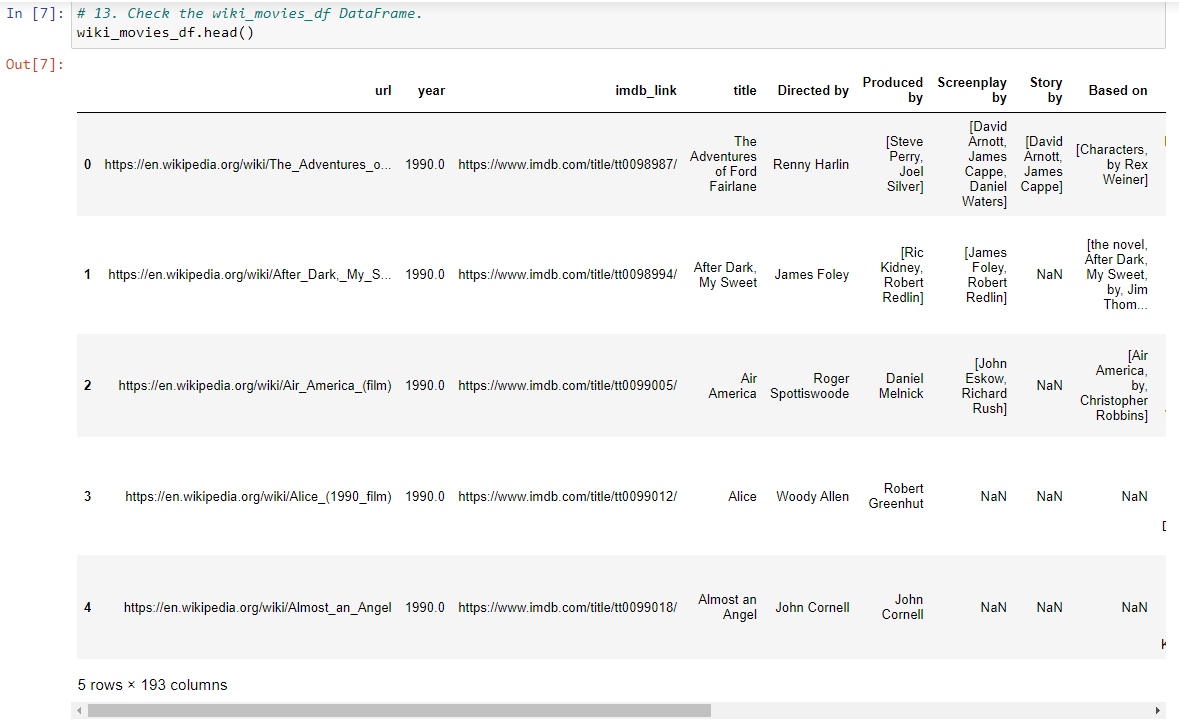 In [7]: # 13. Check the wiki_movies_df DataFrame.
wiki_movies_df.head()
Out[7]:
url year imdb_link title Directed by Produced by Screenplay by Story by Based on
0 https://en.wikipedia.org/wiki/The_Adventures_o... 1990.0 https://www.imdb.com/title/tt0098987/ The Adventures of Ford Fairlane Renny Harlin [Steve Perry, Joel Silver] [David Arnott, James Cappe, Daniel Waters] [David Arnott, James Cappe] [Characters, by Rex Weiner]
1 https://en.wikipedia.org/wiki/After_Dark,_My_S... 1990.0 https://www.imdb.com/title/tt0098994/ After Dark, My Sweet James Foley [Ric Kidney, Robert Redlin] [James Foley, Robert Redlin] NaN [the novel, After Dark, My Sweet, by, Jim Thom...
2 https://en.wikipedia.org/wiki/Air_America_(film) 1990.0 https://www.imdb.com/title/tt0099005/ Air America Roger Spottiswoode Daniel Melnick [John Eskow, Richard Rush] NaN [Air America, by, Christopher Robbins]
3 https://en.wikipedia.org/wiki/Alice_(1990_film) 1990.0 https://www.imdb.com/title/tt0099012/ Alice Woody Allen Robert Greenhut NaN NaN NaN
4 https://en.wikipedia.org/wiki/Almost_an_Angel 1990.0 https://www.imdb.com/title/tt0099018/ Almost an Angel John Cornell John Cornell NaN NaN NaN
5 rows × 193 columns